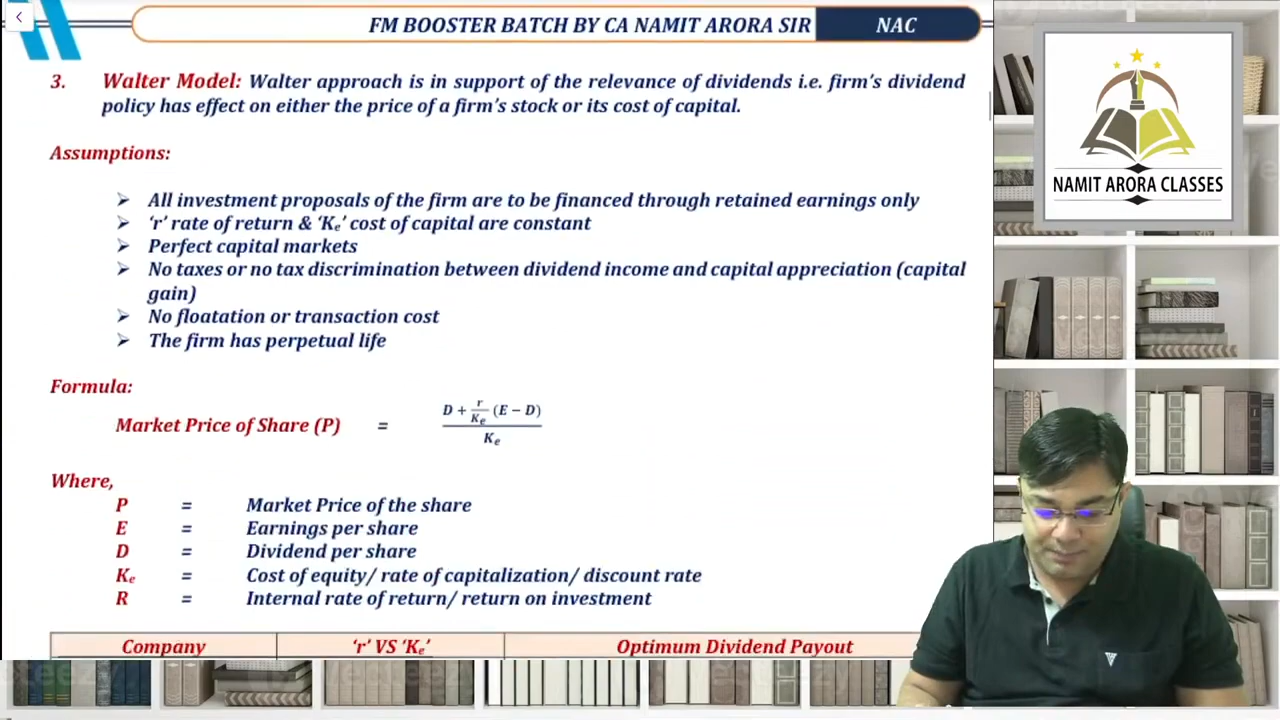 FM BOOSTER BATCH BY CA NAMIT ARORA SIR NAC
3. Walter Model: Walter approach is in support of the relevance of dividends i.e. firm's dividend
policy has effect on either the price of a firm's stock or its cost of capital.
Assumptions:
➢ All investment proposals of the firm are to be financed through retained earnings only
➢ 'r' rate of return & 'Kₑ' cost of capital are constant
➢ Perfect capital markets
➢ No taxes or no tax discrimination between dividend income and capital appreciation (capital
gain)
➢ No floatation or transaction cost
➢ The firm has perpetual life
Formula:
Market Price of Share (P) = (D + r/Kₑ (E − D)) / Kₑ
Where,
P = Market Price of the share
E = Earnings per share
D = Dividend per share
Kₑ = Cost of equity/ rate of capitalization/ discount rate
R = Internal rate of return/ return on investment
Company 'r' VS 'Kₑ' Optimum Dividend Payout
NAMIT ARORA CLASSES